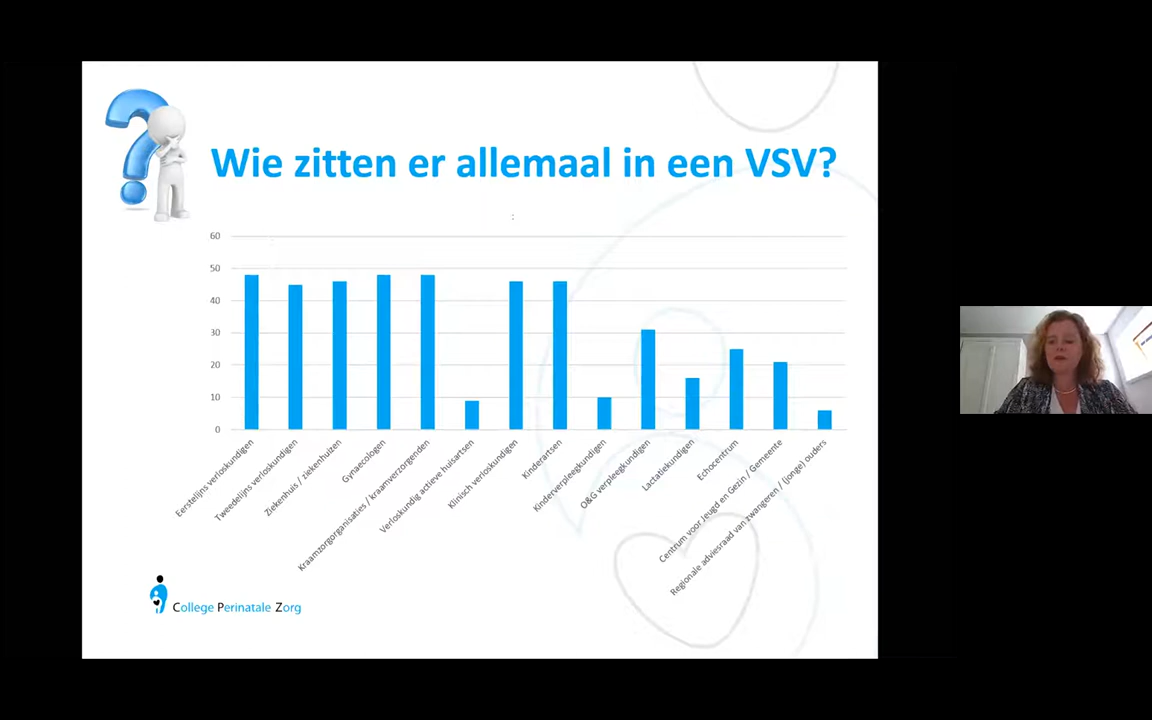 Wie zitten er allemaal in een VSV?
:
60
50
40
30
20
10
0
Eerstelijns verloskundigen
Tweedelijns verloskundigen
Ziekenhuis / ziekenhuizen
Gynaecologen
Kraamzorgorganisaties / kraamverzorgenden
Verloskundig actieve huisartsen
Klinisch verloskundigen
Kinderartsen
Kinderverpleegkundigen
O&G verpleegkundigen
Lactatiekundigen
Echocentrum
Centrum voor Jeugd en Gezin / Gemeente
Regionale adviesraad van zwangeren / (jonge) ouders
College Perinatale Zorg